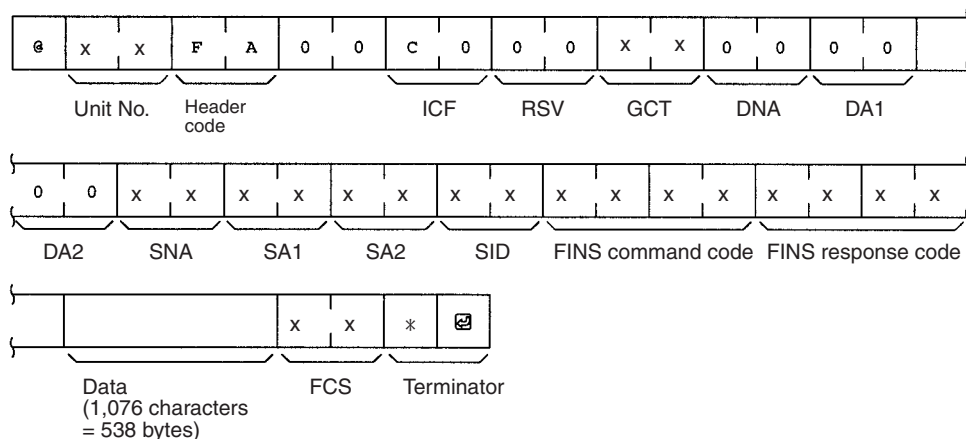 @ x x F A 0 0 C 0 0 0 x x 0 0 0 0
Unit No. Header code ICF RSV GCT DNA DA1
0 0 x x x x x x x x x x x x x x x x
DA2 SNA SA1 SA2 SID FINS command code FINS response code
x x * ↵
Data FCS Terminator
(1,076 characters
= 538 bytes)